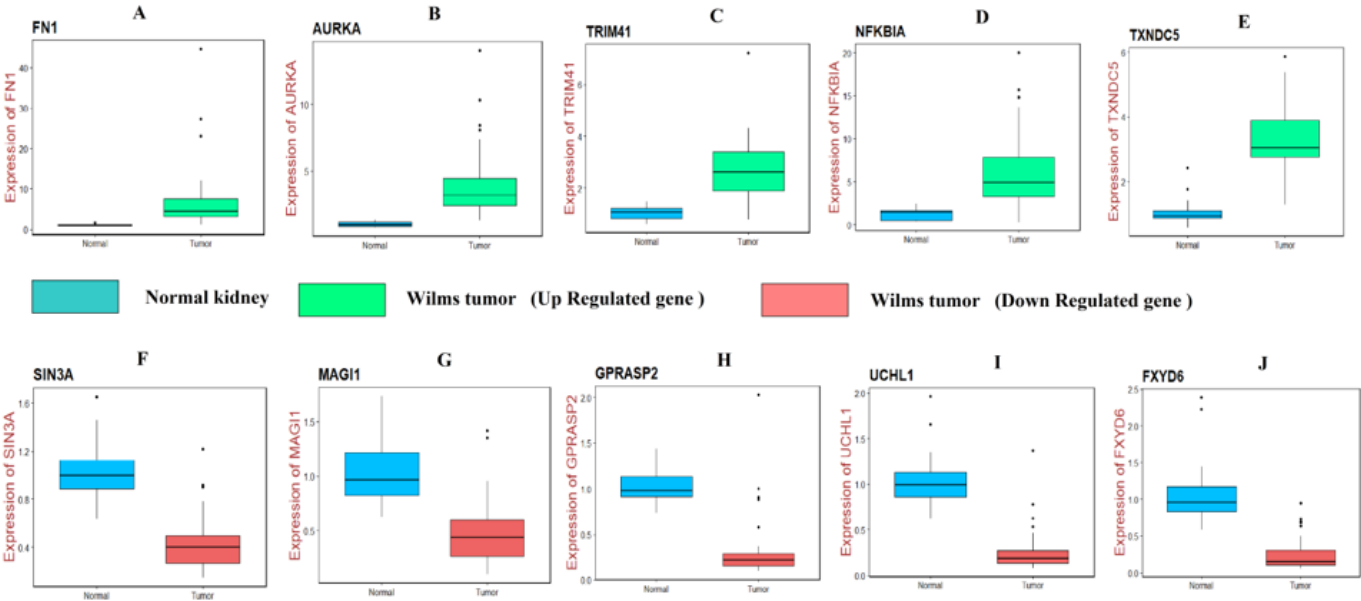 A
FN1
Expression of FN1
40
30
20
10
0
Normal
Tumor
B
AURKA
Expression of AURKA
10
5
Normal
Tumor
C
TRIM41
Expression of TRIM41
6
4
2
Normal
Tumor
D
NFKBIA
Expression of NFKBIA
20
15
10
5
0
Normal
Tumor
E
TXNDC5
Expression of TXNDC5
6
4
2
Normal
Tumor
Normal kidney
Wilms tumor (Up Regulated gene )
Wilms tumor (Down Regulated gene )
F
SIN3A
Expression of SIN3A
1.6
1.2
0.8
0.4
Normal
Tumor
G
MAGI1
Expression of MAGI1
1.5
1.0
0.5
Normal
Tumor
H
GPRASP2
Expression of GPRASP2
2.0
1.5
1.0
0.5
0.0
Normal
Tumor
I
UCHL1
Expression of UCHL1
2.0
1.5
1.0
0.5
0.0
Normal
Tumor
J
FXYD6
Expression of FXYD6
2.5
2.0
1.5
1.0
0.5
0.0
Normal
Tumor